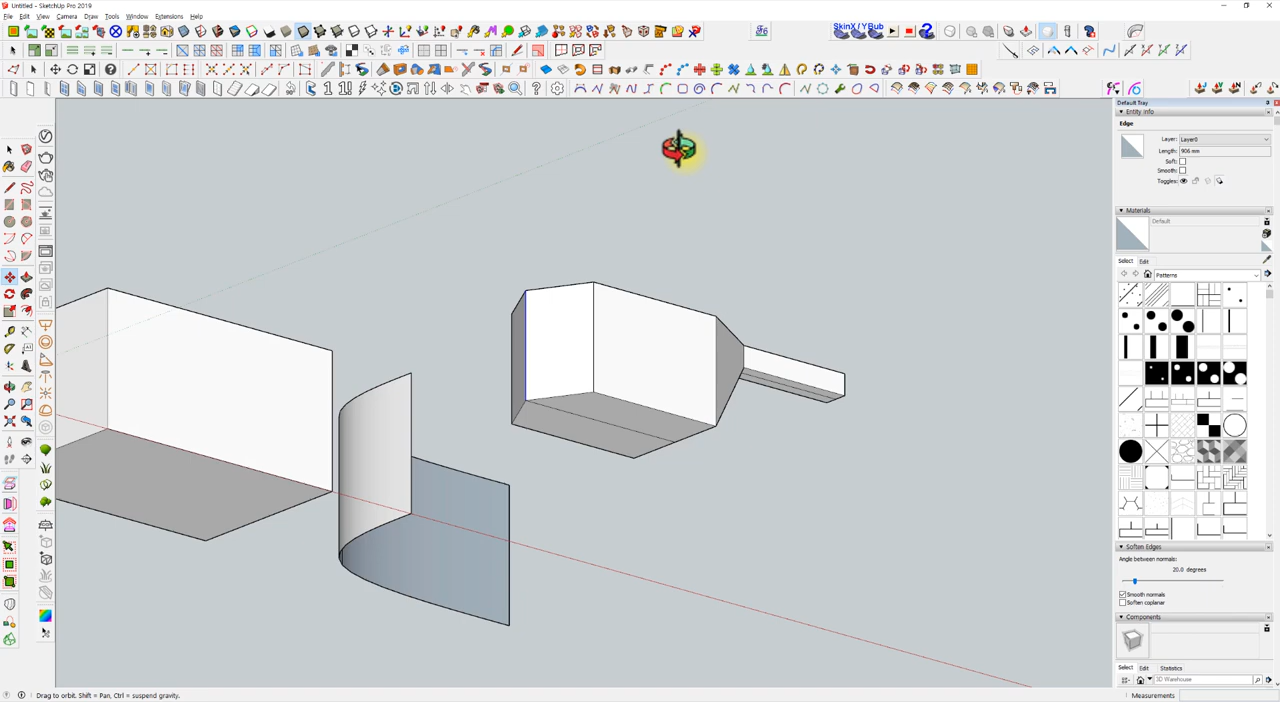 Untitled - SketchUp Pro 2019
File Edit View Camera Draw Tools Window Extensions Help
SkinX/YBub
Default Tray
Entity Info
Edge
Layer: Layer0
Length: 906 mm
Soft:
Smooth:
Toggles:
Materials
Default
Select Edit
Patterns
Soften Edges
Angle between normals:
20.0 degrees
Smooth normals
Soften coplanar
Components
Select Edit Statistics
3D Warehouse
Drag to orbit. Shift = Pan, Ctrl = suspend gravity.
Measurements